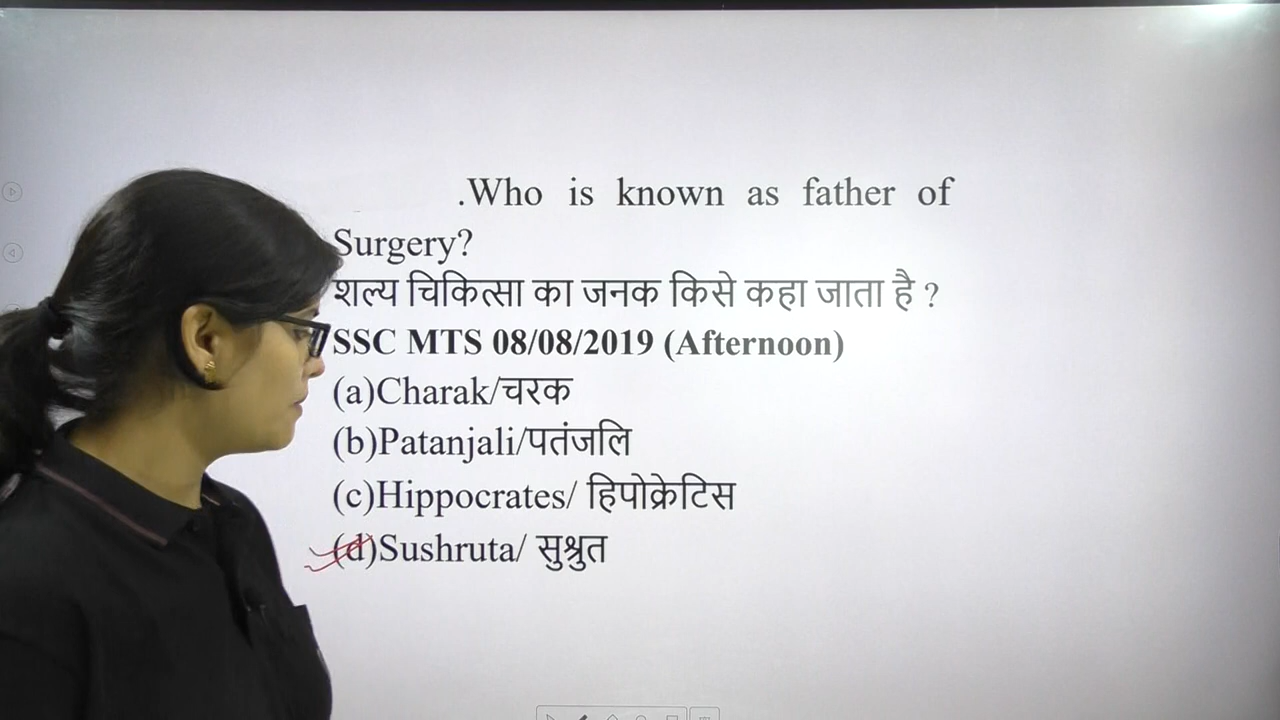 .Who is known as father of
Surgery?
शल्य चिकित्सा का जनक किसे कहा जाता है ?
SSC MTS 08/08/2019 (Afternoon)
(a)Charak/चरक
(b)Patanjali/पतंजलि
(c)Hippocrates/ हिपोक्रेटिस
(d)Sushruta/ सुश्रुत